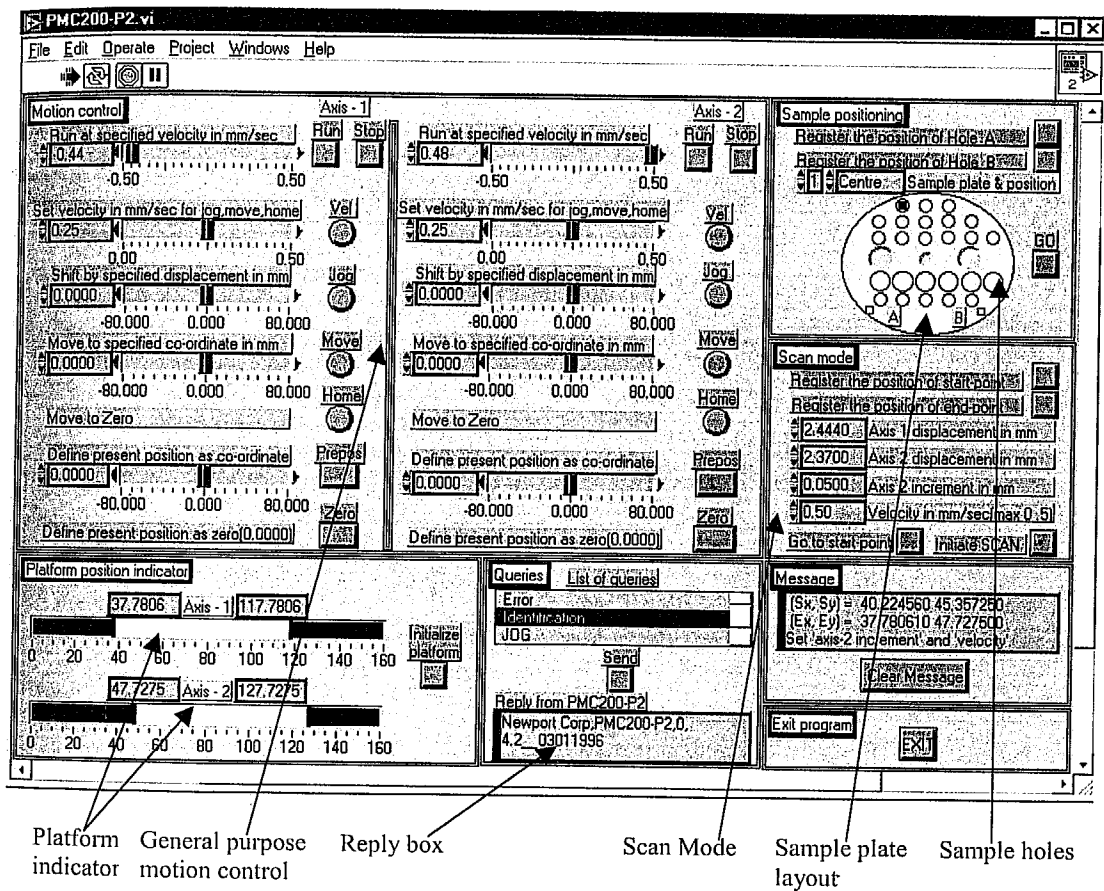 PMC200-P2.vi
File Edit Operate Project Windows Help
2
Motion control
Axis - 1
Run at specified velocity in mm/sec
Run Stop
0.44
-0.50 0.50
Set velocity in mm/sec for jog,move,home
Vel
0.25
0.00 0.00
Shift by specified displacement in mm
Jog
0.0000
-80.000 0.000 80.000
Move to specified co-ordinate in mm
Move
0.0000
-80.000 0.000 80.000
Home
Move to Zero
Define present position as co-ordinate
Prepos
0.0000
-80.000 0.000 80.000
Zero
Define present position as zero(0.0000)
Axis - 2
Run at specified velocity in mm/sec
Run Stop
0.48
-0.50 0.50
Set velocity in mm/sec for jog,move,home
Vel
0.25
0.00 0.00
Shift by specified displacement in mm
Jog
0.0000
-80.000 0.000 80.000
Move to specified co-ordinate in mm
Move
0.0000
-80.000 0.000 80.000
Home
Move to Zero
Define present position as co-ordinate
Prepos
0.0000
-80.000 0.000 80.000
Zero
Define present position as zero(0.0000)
Sample positioning
Register the position of Hole A
Register the position of Hole B
1 Centre Sample plate & position
GO
A B
Scan mode
Register the position of start-point
Register the position of end-point
2.4440 Axis 1 displacement in mm
2.3700 Axis 2 displacement in mm
0.0500 Axis 2 increment in mm
0.50 Velocity in mm/sec(max 0.5)
Go to start-point Initiate SCAN
Platform position indicator
37.7806 Axis - 1 117.7806
0 20 40 60 80 100 120 140 160
Initialize
platform
47.7275 Axis - 2 127.7275
0 20 40 60 80 100 120 140 160
Queries List of queries
Error
Identification
JOG
Send
Reply from PMC200-P2
Newport Corp,PMC200-P2,0,
4.2__03011996
Message
(Sx, Sy) = 40.224560 45.357250
(Ex, Ey) = 37.780610 47.727500
Set axis-2 increment and velocity
Clear Message
Exit program
EXIT
Platform
indicator
General purpose
motion control
Reply box
Scan Mode
Sample plate
layout
Sample holes